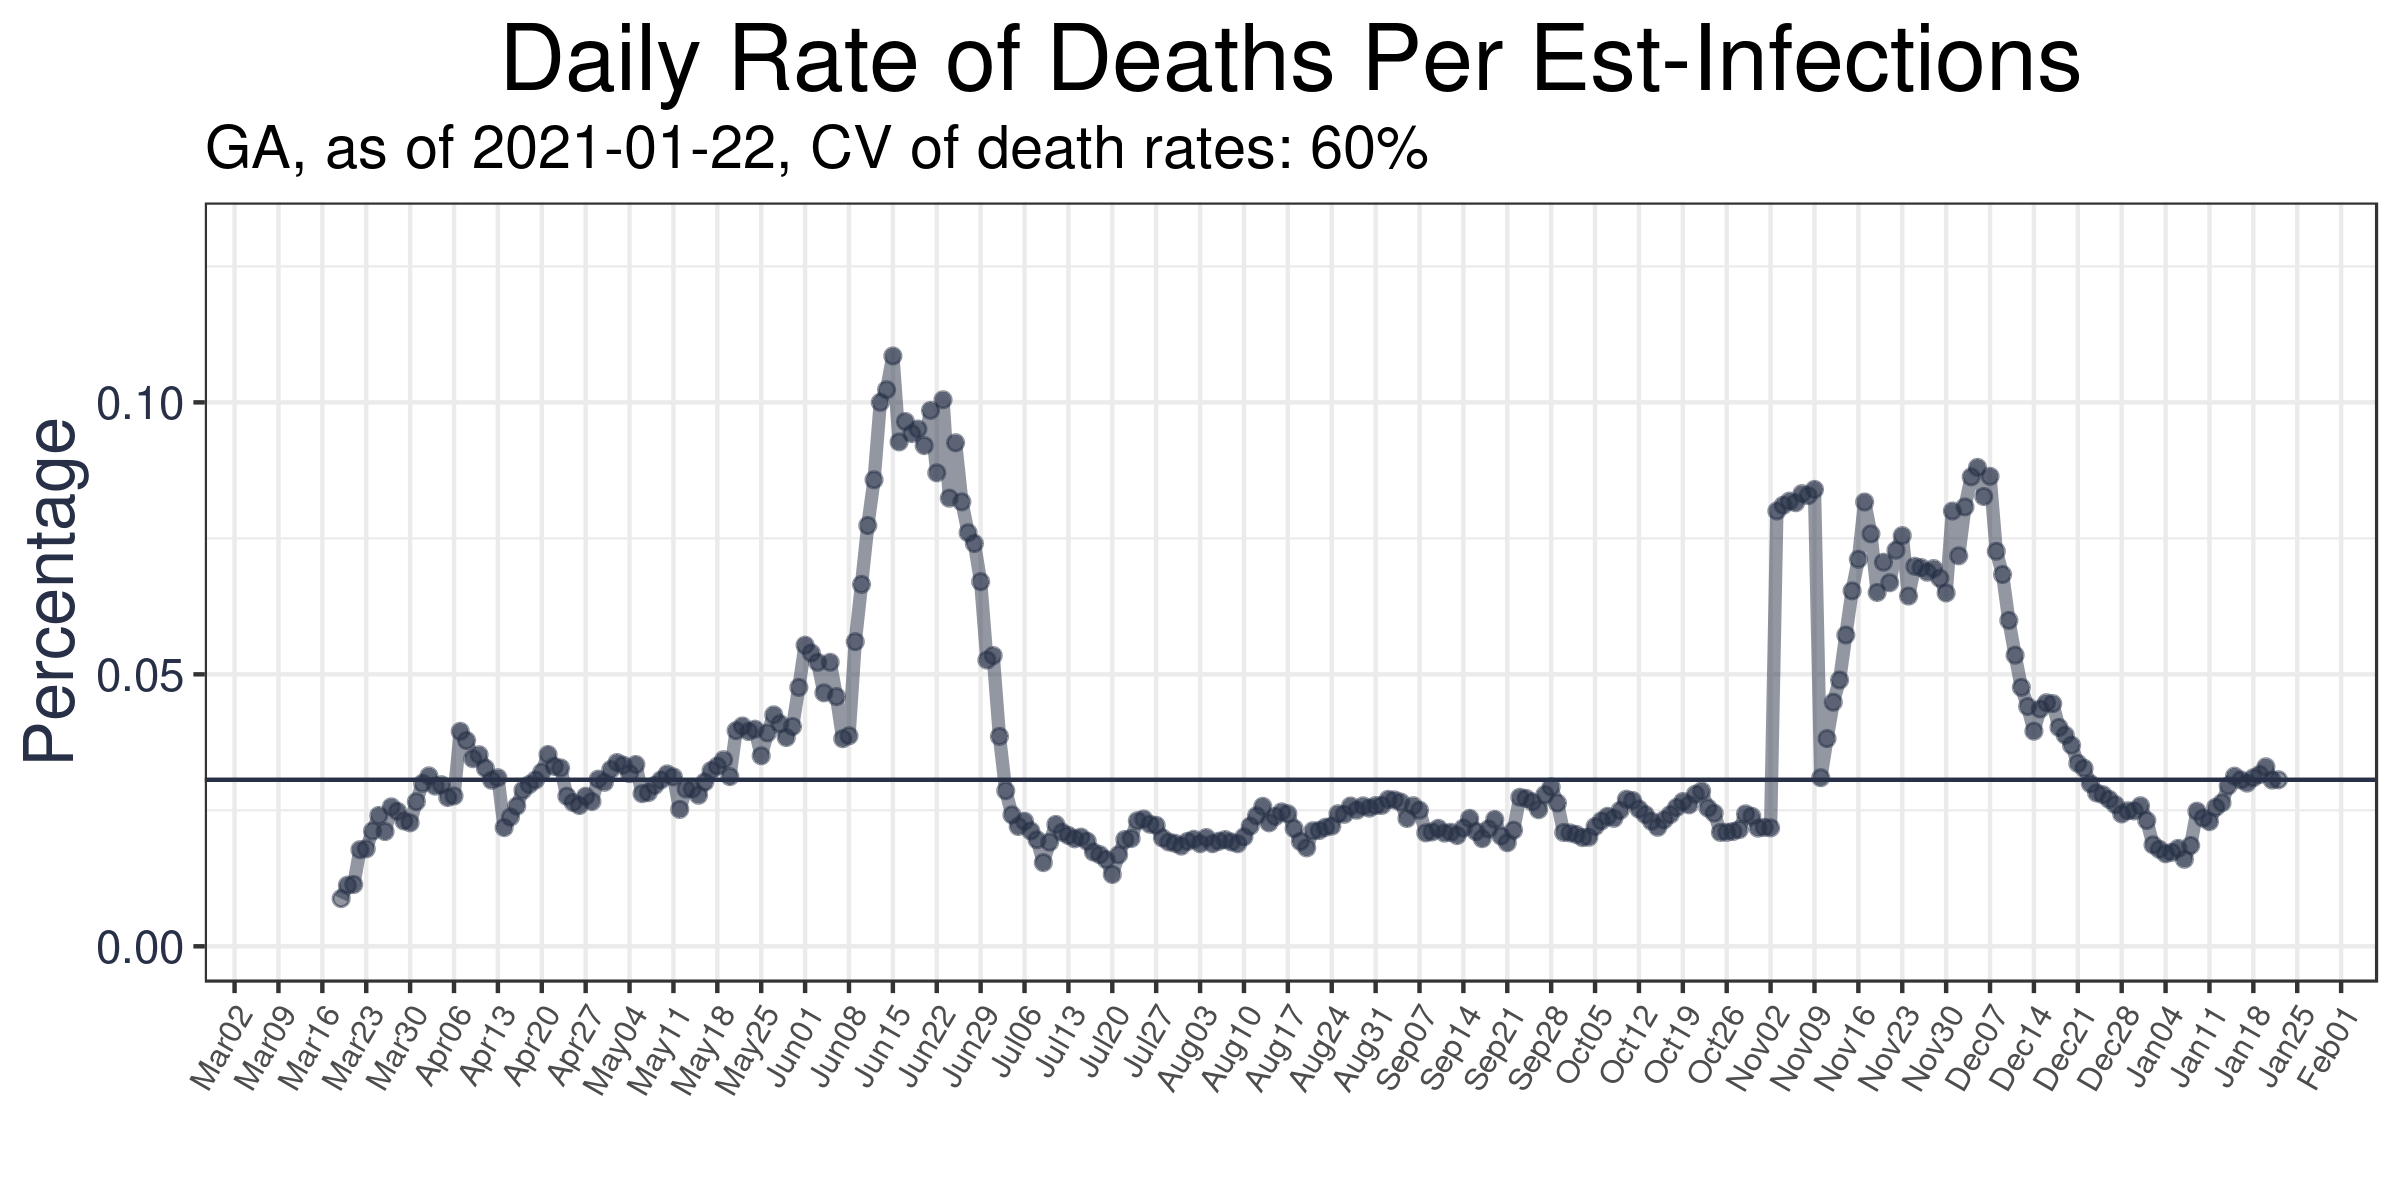 Daily Rate of Deaths Per Est-Infections
GA, as of 2021-01-22, CV of death rates: 60%
Percentage
0.10
0.05
0.00
Mar02
Mar09
Mar16
Mar23
Mar30
Apr06
Apr13
Apr20
Apr27
May04
May11
May18
May25
Jun01
Jun08
Jun15
Jun22
Jun29
Jul06
Jul13
Jul20
Jul27
Aug03
Aug10
Aug17
Aug24
Aug31
Sep07
Sep14
Sep21
Sep28
Oct05
Oct12
Oct19
Oct26
Nov02
Nov09
Nov16
Nov23
Nov30
Dec07
Dec14
Dec21
Dec28
Jan04
Jan11
Jan18
Jan25
Feb01